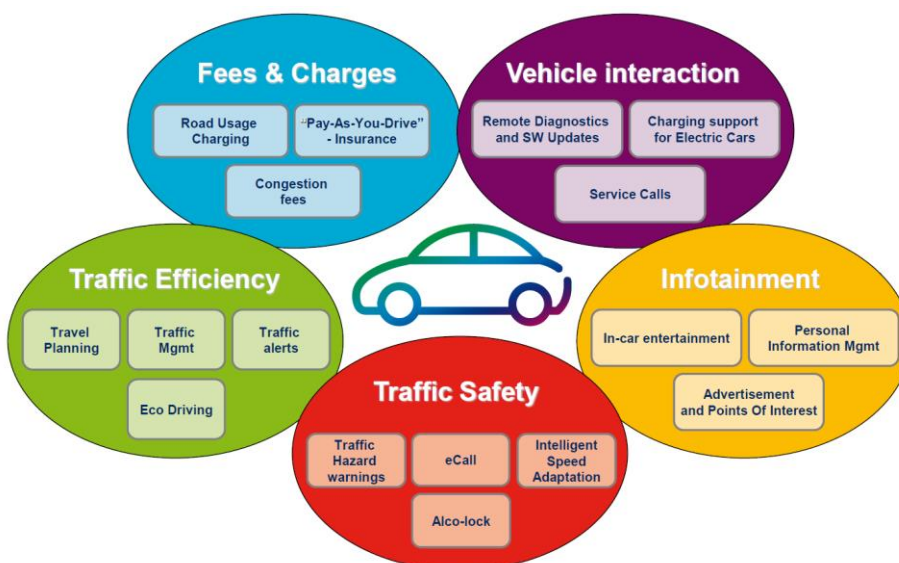 Fees & Charges
Road Usage
Charging
“Pay-As-You-Drive”
- Insurance
Congestion
fees
Vehicle interaction
Remote Diagnostics
and SW Updates
Charging support
for Electric Cars
Service Calls
Traffic Efficiency
Travel
Planning
Traffic
Mgmt
Traffic
alerts
Eco Driving
Infotainment
In-car entertainment
Personal
Information Mgmt
Advertisement
and Points Of Interest
Traffic Safety
Traffic
Hazard
warnings
eCall
Intelligent
Speed
Adaptation
Alco-lock